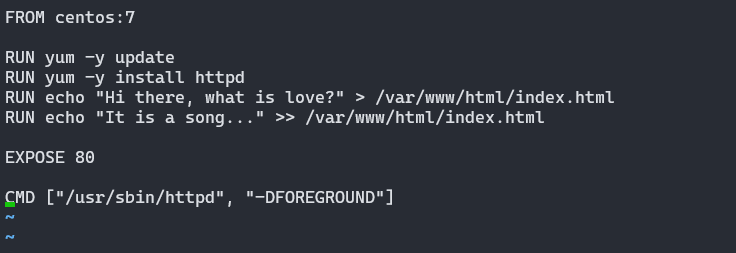 FROM centos:7
RUN yum -y update
RUN yum -y install httpd
RUN echo "Hi there, what is love?" > /var/www/html/index.html
RUN echo "It is a song..." >> /var/www/html/index.html
EXPOSE 80
CMD ["/usr/sbin/httpd", "-DFOREGROUND"]
~
~